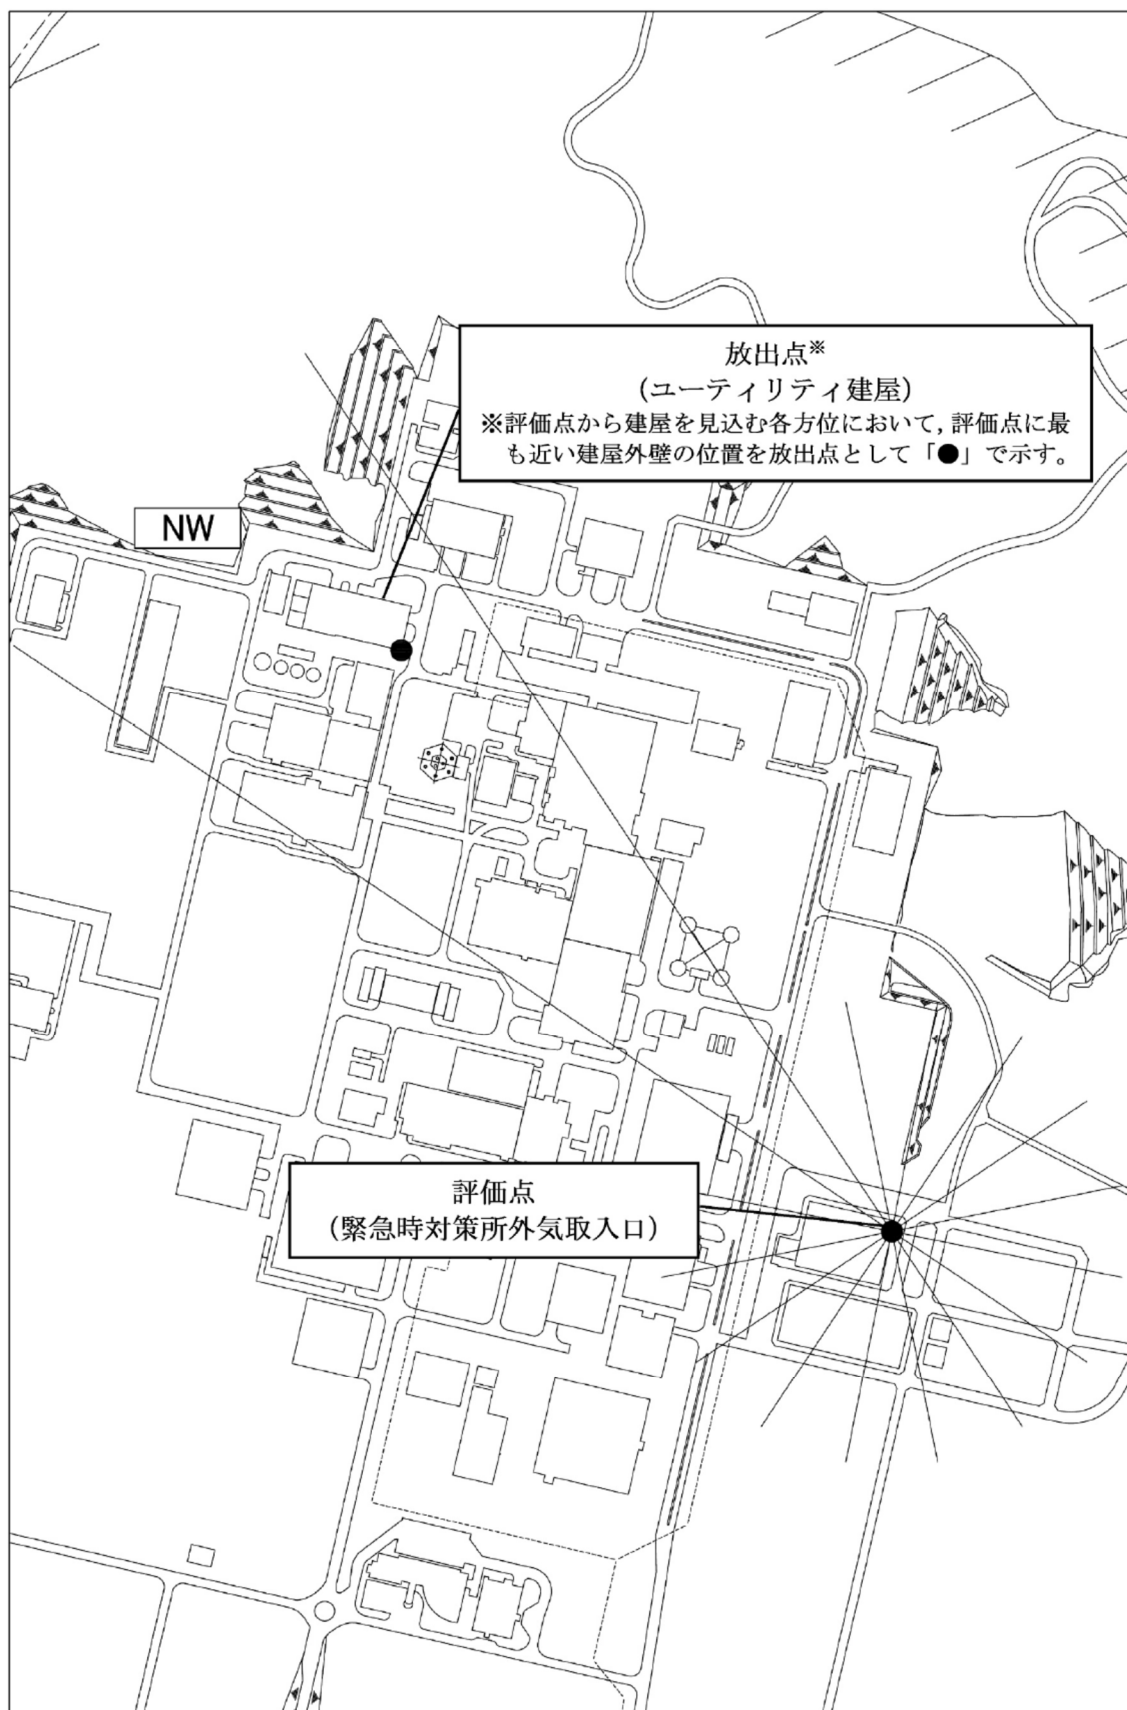 放出点※
（ユーティリティ建屋）
※評価点から建屋を見込む各方位において，評価点に最
も近い建屋外壁の位置を放出点として「●」で示す。
NW
評価点
（緊急時対策所外気取入口）